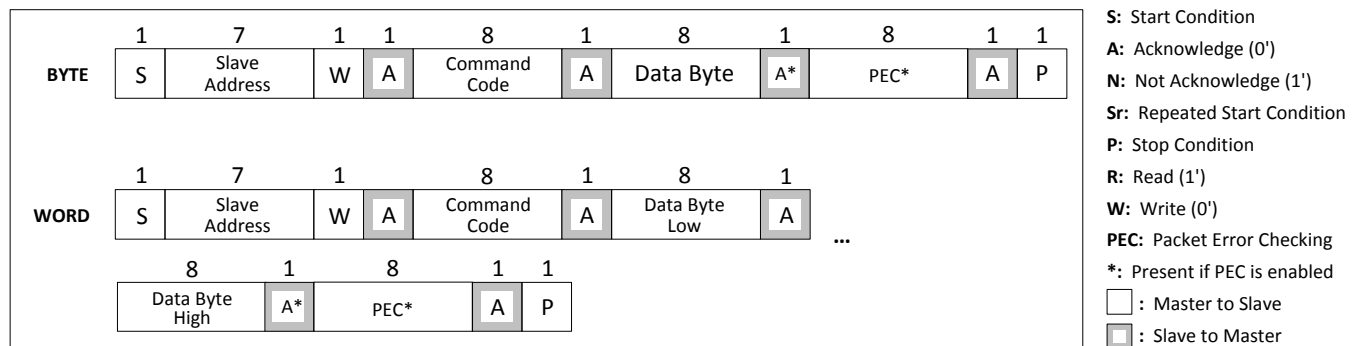 1 7 1 1 8 1 8 1 8 1 1
BYTE S Slave Address W A Command Code A Data Byte A* PEC* A P
1 7 1 8 1 8 1
WORD S Slave Address W A Command Code A Data Byte Low A ...
8 1 8 1 1
Data Byte High A* PEC* A P
S: Start Condition
A: Acknowledge (0')
N: Not Acknowledge (1')
Sr: Repeated Start Condition
P: Stop Condition
R: Read (1')
W: Write (0')
PEC: Packet Error Checking
*: Present if PEC is enabled
: Master to Slave
: Slave to Master